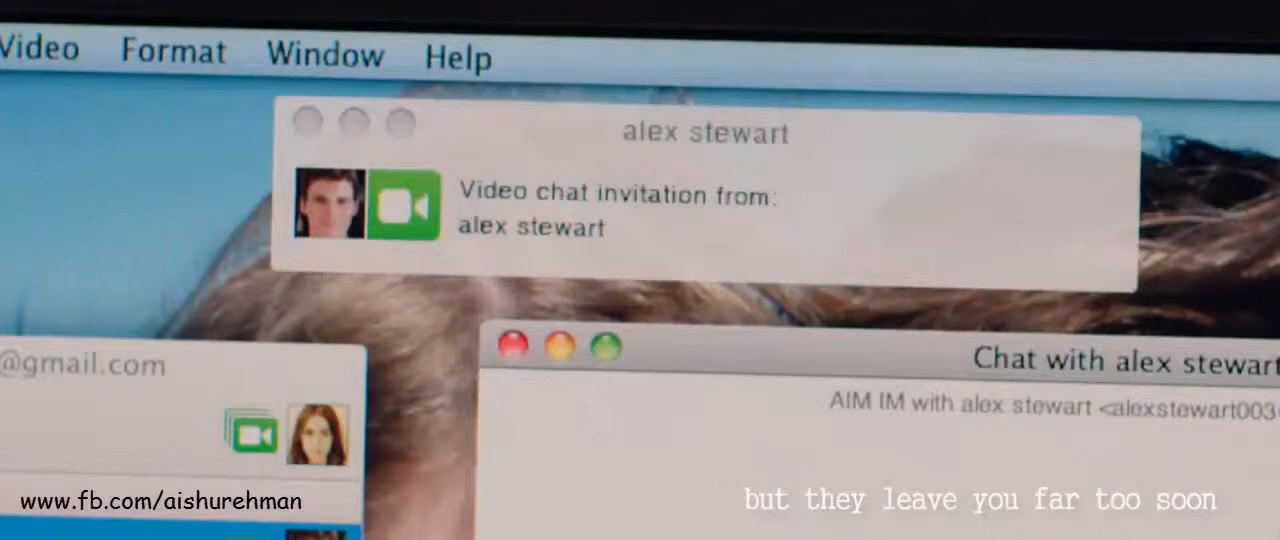 Video Format Window Help
alex stewart
Video chat invitation from:
alex stewart
@gmail.com
Chat with alex stewart
AIM IM with alex stewart <alexstewart003
www.fb.com/aishurehman
but they leave you far too soon